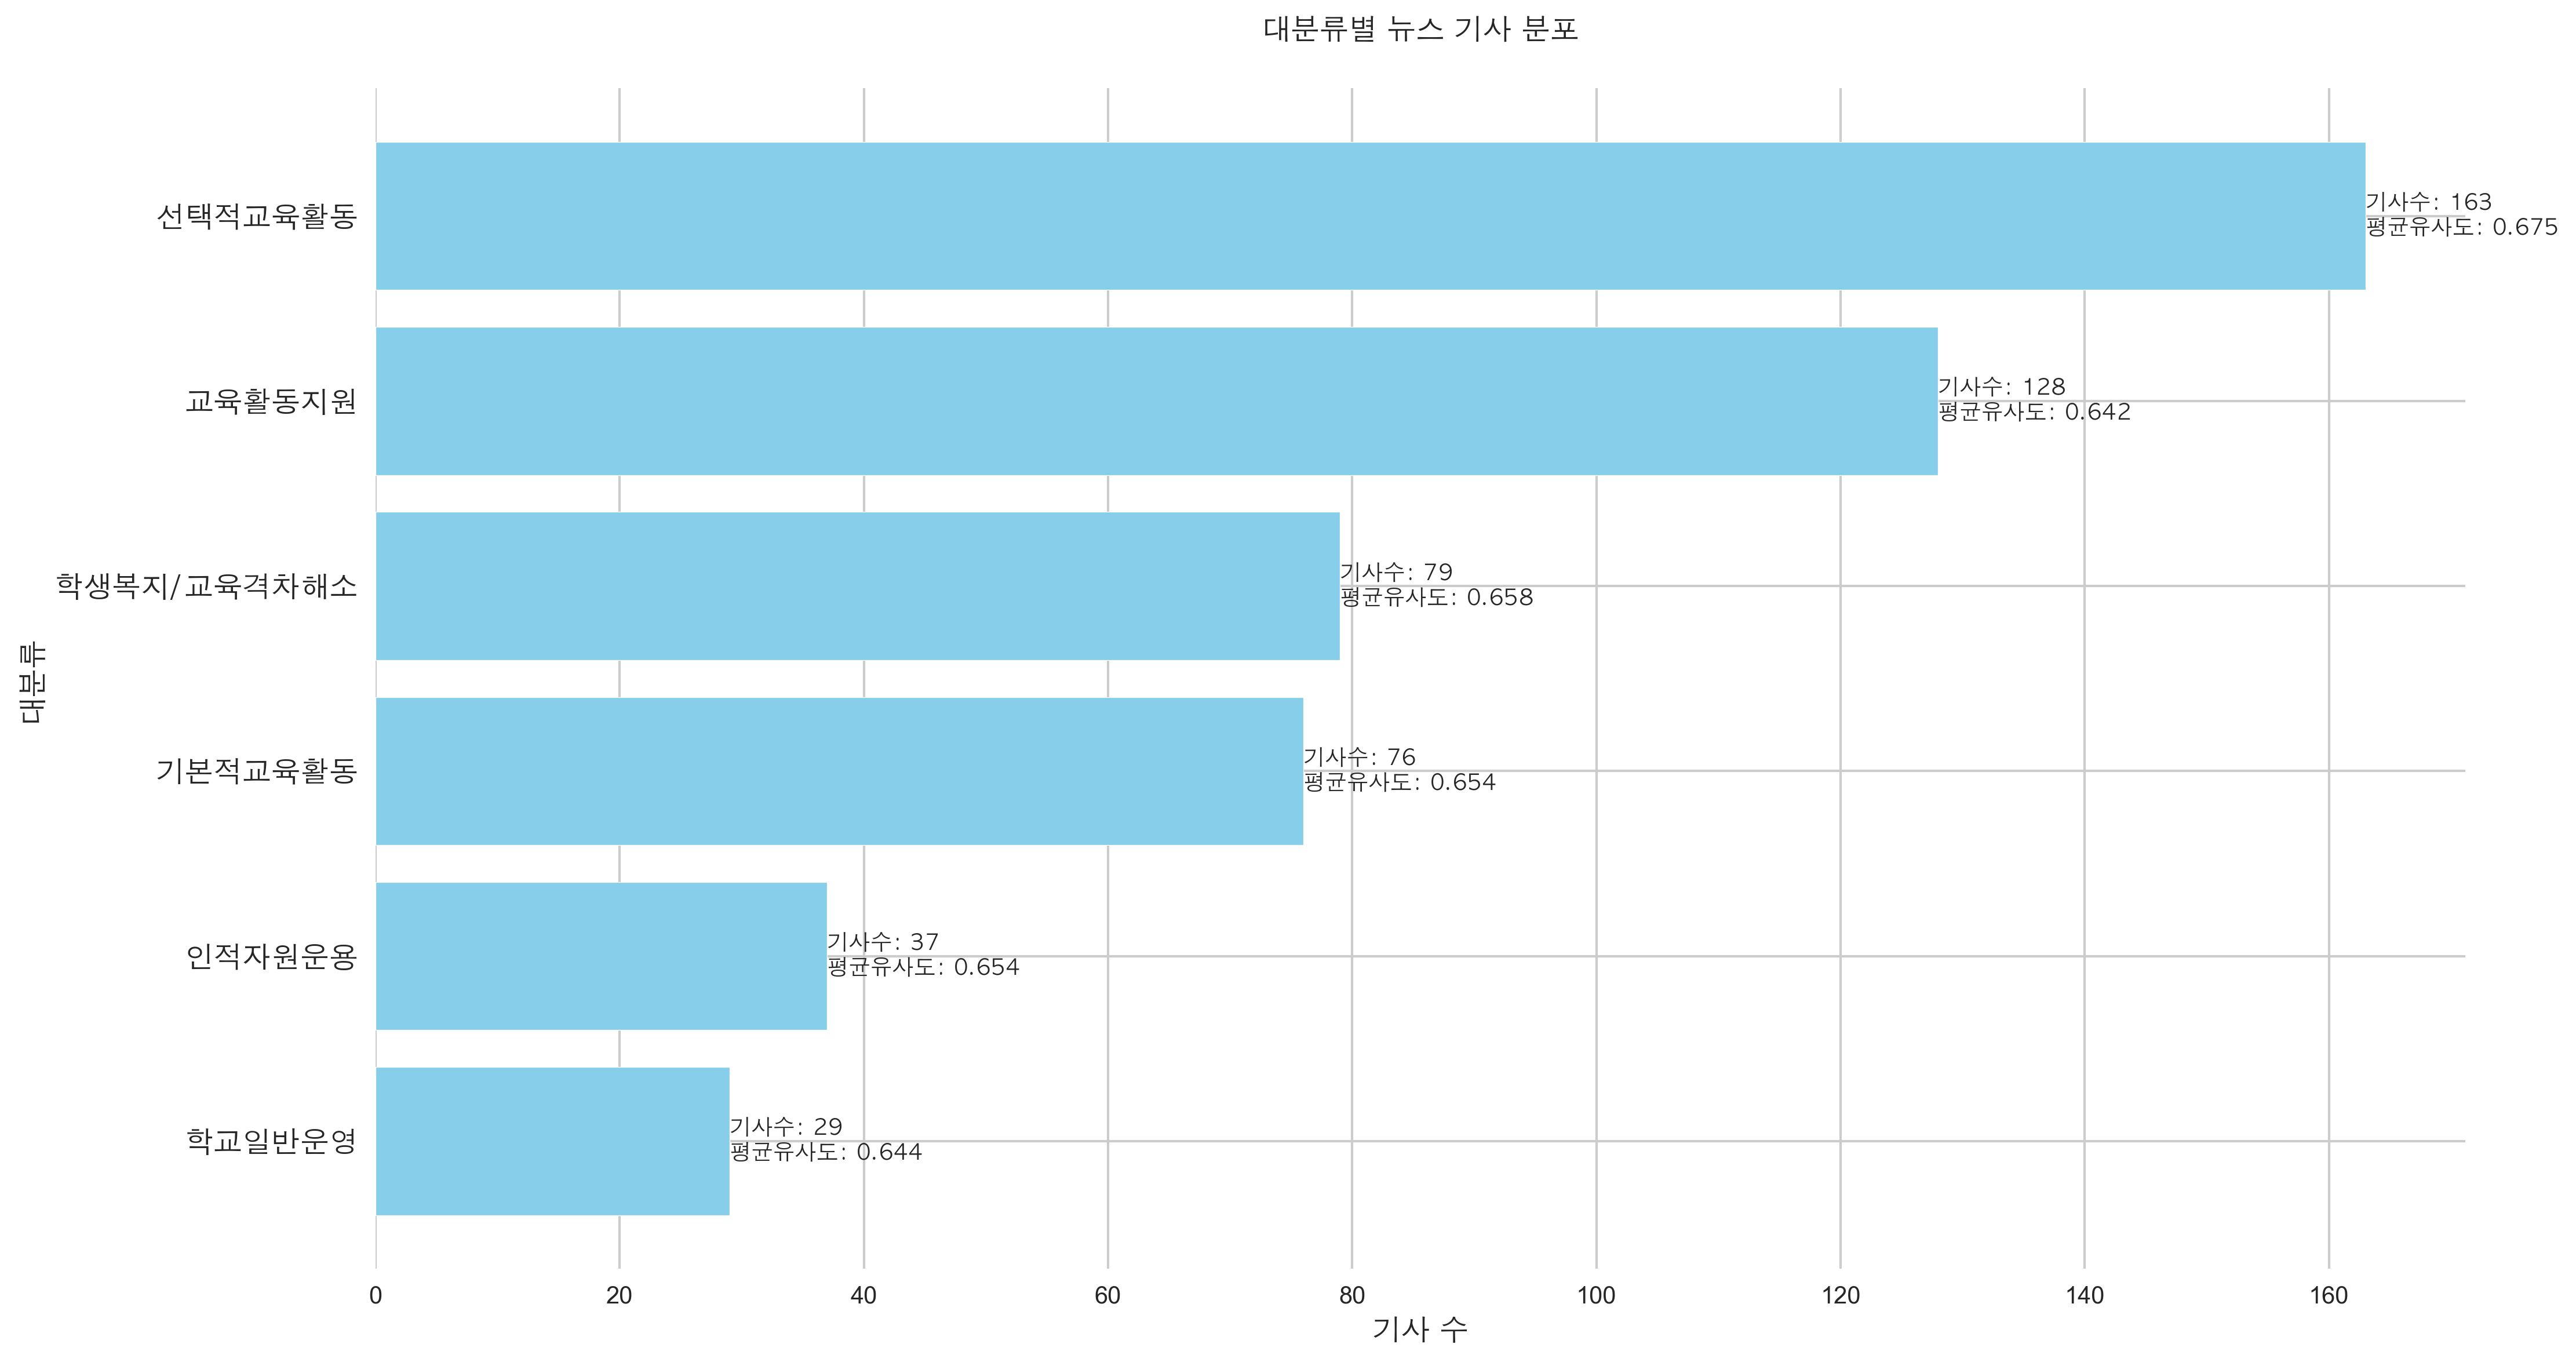 대분류별 뉴스 기사 분포
선택적교육활동
기사수: 163
평균유사도: 0.675
교육활동지원
기사수: 128
평균유사도: 0.642
학생복지/교육격차해소
기사수: 79
평균유사도: 0.658
기본적교육활동
기사수: 76
평균유사도: 0.654
인적자원운용
기사수: 37
평균유사도: 0.654
학교일반운영
기사수: 29
평균유사도: 0.644
대분류
0 20 40 60 80 100 120 140 160
기사 수